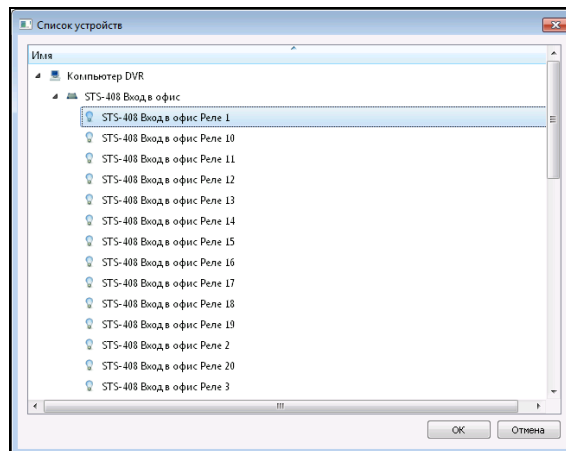 Список устройств
Имя
Компьютер DVR
STS-408 Вход в офис
STS-408 Вход в офис Реле 1
STS-408 Вход в офис Реле 10
STS-408 Вход в офис Реле 11
STS-408 Вход в офис Реле 12
STS-408 Вход в офис Реле 13
STS-408 Вход в офис Реле 14
STS-408 Вход в офис Реле 15
STS-408 Вход в офис Реле 16
STS-408 Вход в офис Реле 17
STS-408 Вход в офис Реле 18
STS-408 Вход в офис Реле 19
STS-408 Вход в офис Реле 2
STS-408 Вход в офис Реле 20
STS-408 Вход в офис Реле 3
OK Отмена